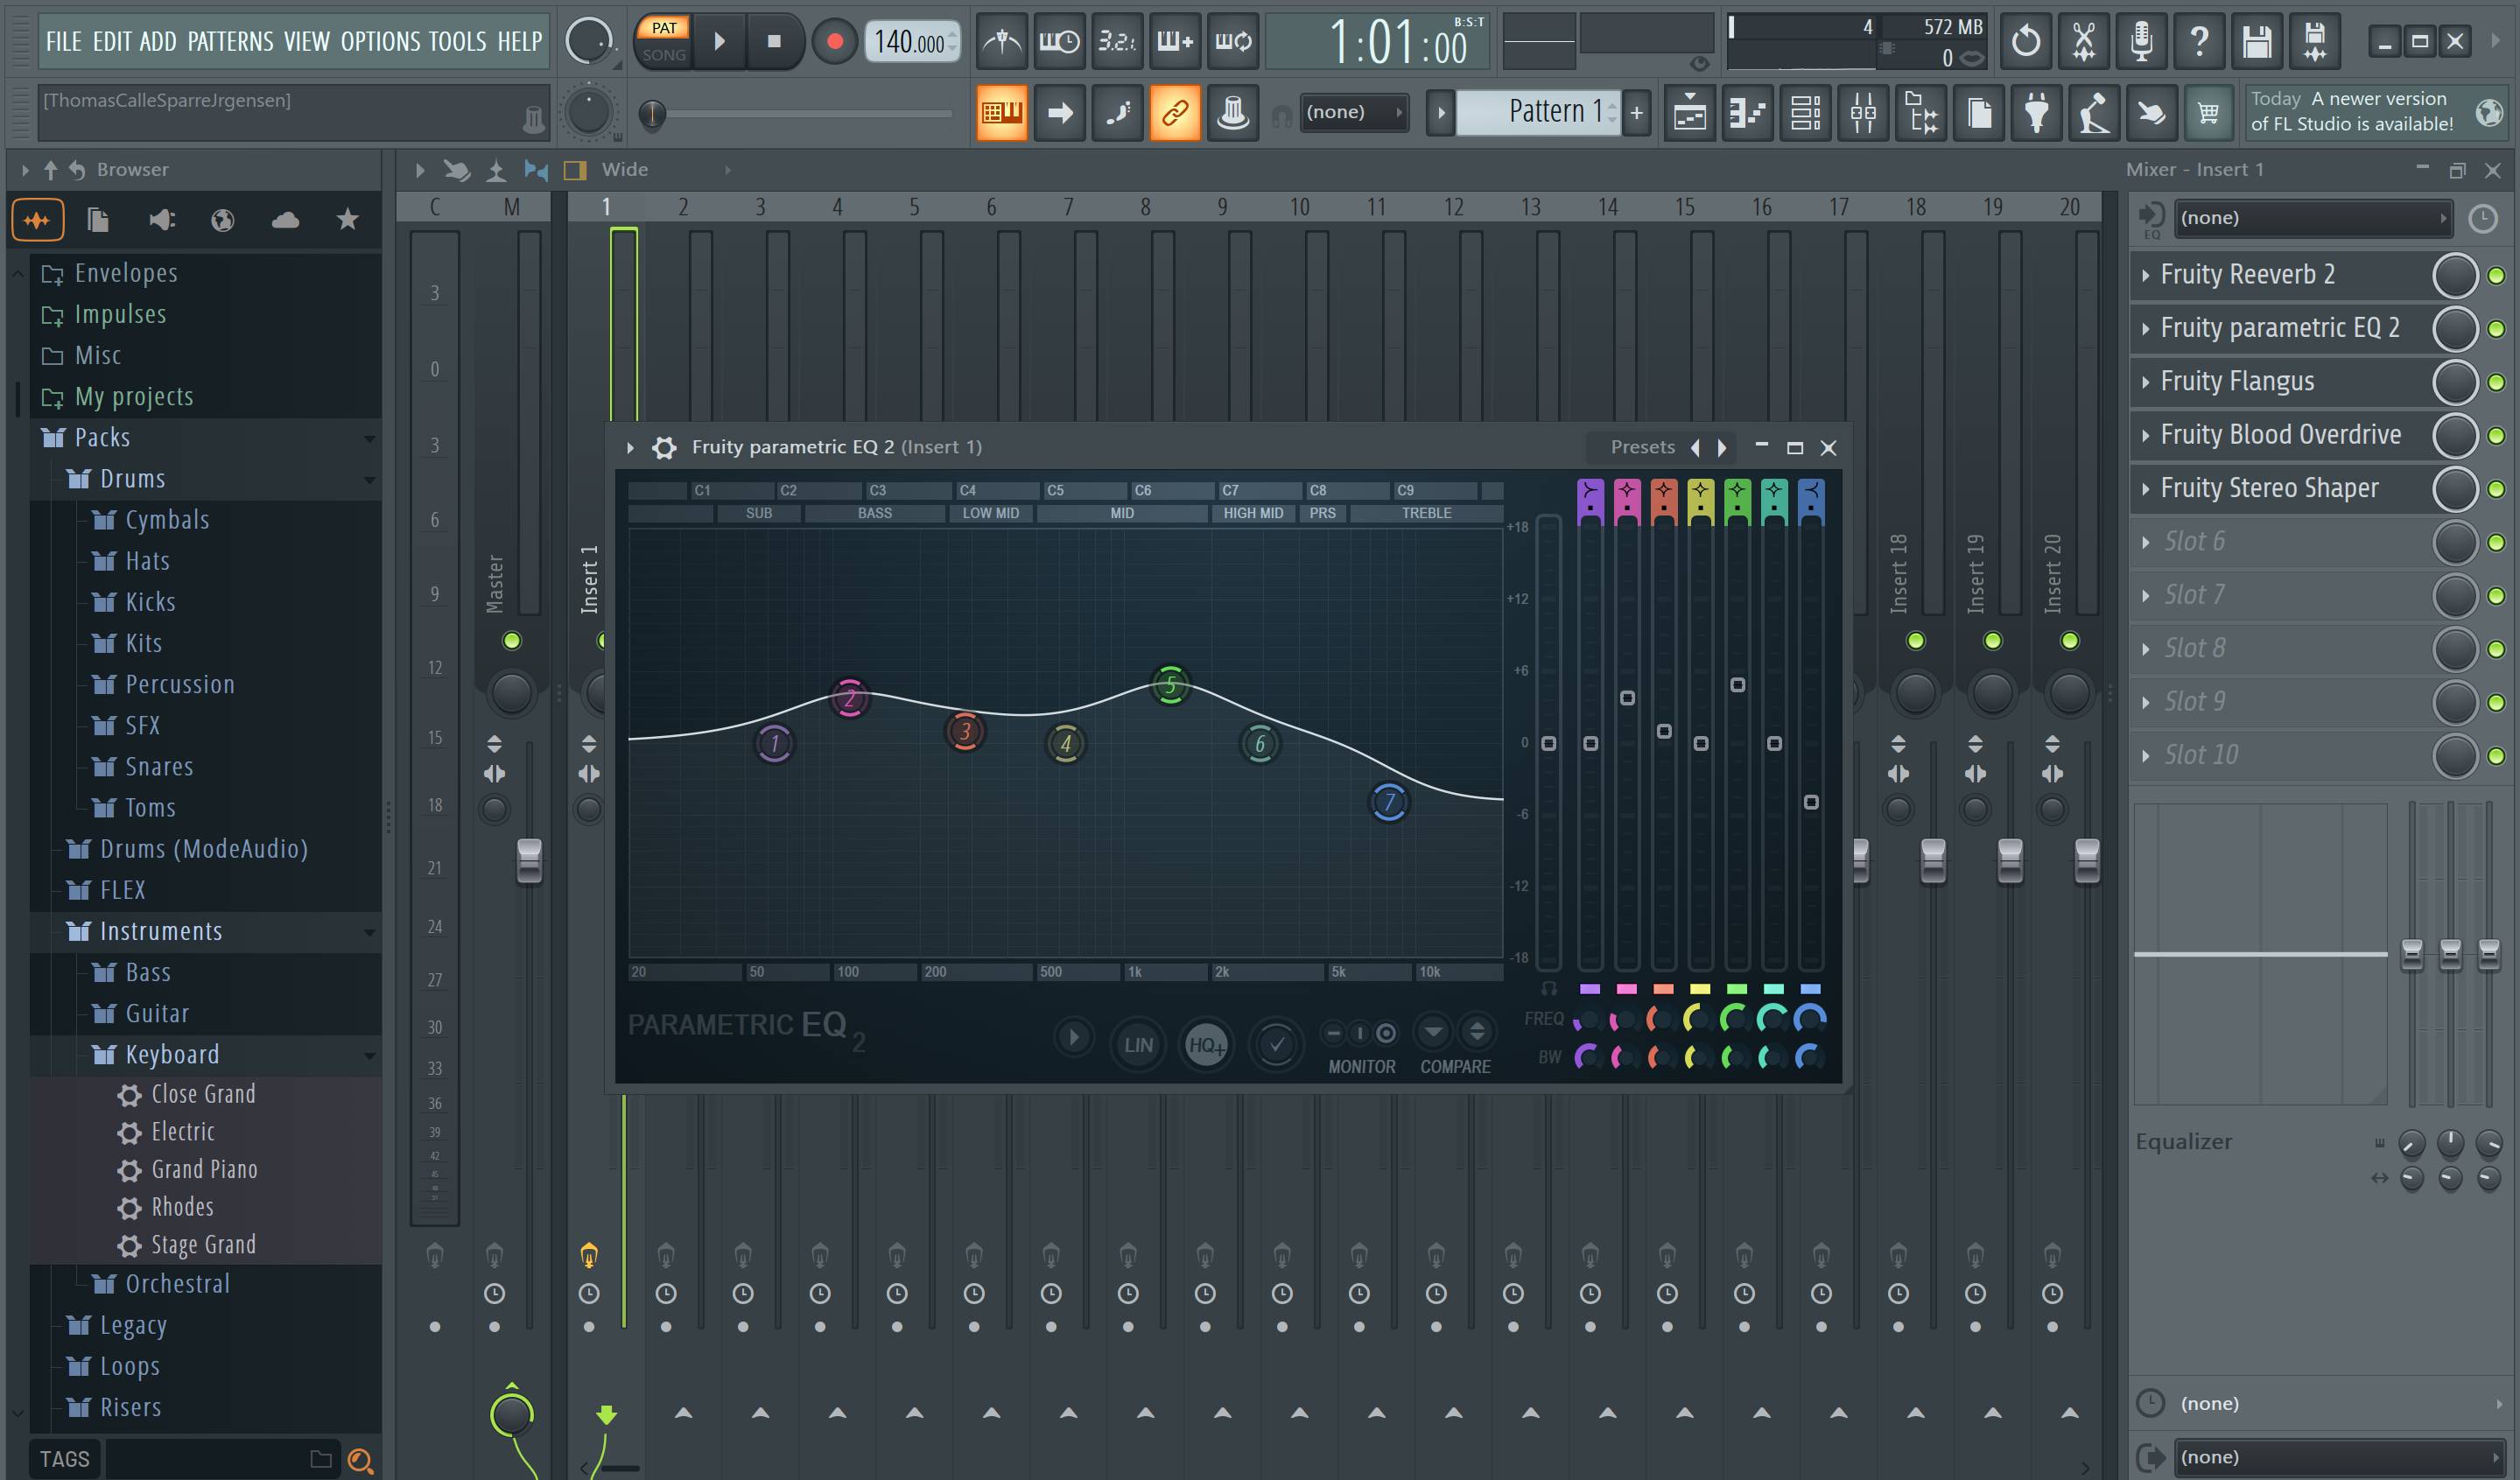 FILE EDIT ADD PATTERNS VIEW OPTIONS TOOLS HELP
PAT
SONG
140.000
3.2.1
B:S:T
1:01:00
4
572 MB
0
[ThomasCalleSparreJrgensen]
(none)
Pattern 1
Today A newer version
of FL Studio is available!
Browser
Wide
Mixer - Insert 1
C M 1 2 3 4 5 6 7 8 9 10 11 12 13 14 15 16 17 18 19 20
EQ
(none)
Envelopes
Impulses
Misc
My projects
Packs
Drums
Cymbals
Hats
Kicks
Kits
Percussion
SFX
Snares
Toms
Drums (ModeAudio)
FLEX
Instruments
Bass
Guitar
Keyboard
Close Grand
Electric
Grand Piano
Rhodes
Stage Grand
Orchestral
Legacy
Loops
Risers
TAGS
3
0
3
6
9
12
15
18
21
24
27
30
33
36
39
42
Master
Insert 1
Insert 18
Insert 19
Insert 20
Fruity parametric EQ 2 (Insert 1)
Presets
C1 C2 C3 C4 C5 C6 C7 C8 C9
SUB BASS LOW MID MID HIGH MID PRS TREBLE
+18
+12
+6
0
-6
-12
-18
1
2
3
4
5
6
7
20 50 100 200 500 1k 2k 5k 10k
PARAMETRIC EQ 2
LIN
HQ+
MONITOR
COMPARE
FREQ
BW
Fruity Reeverb 2
Fruity parametric EQ 2
Fruity Flangus
Fruity Blood Overdrive
Fruity Stereo Shaper
Slot 6
Slot 7
Slot 8
Slot 9
Slot 10
Equalizer
(none)
(none)